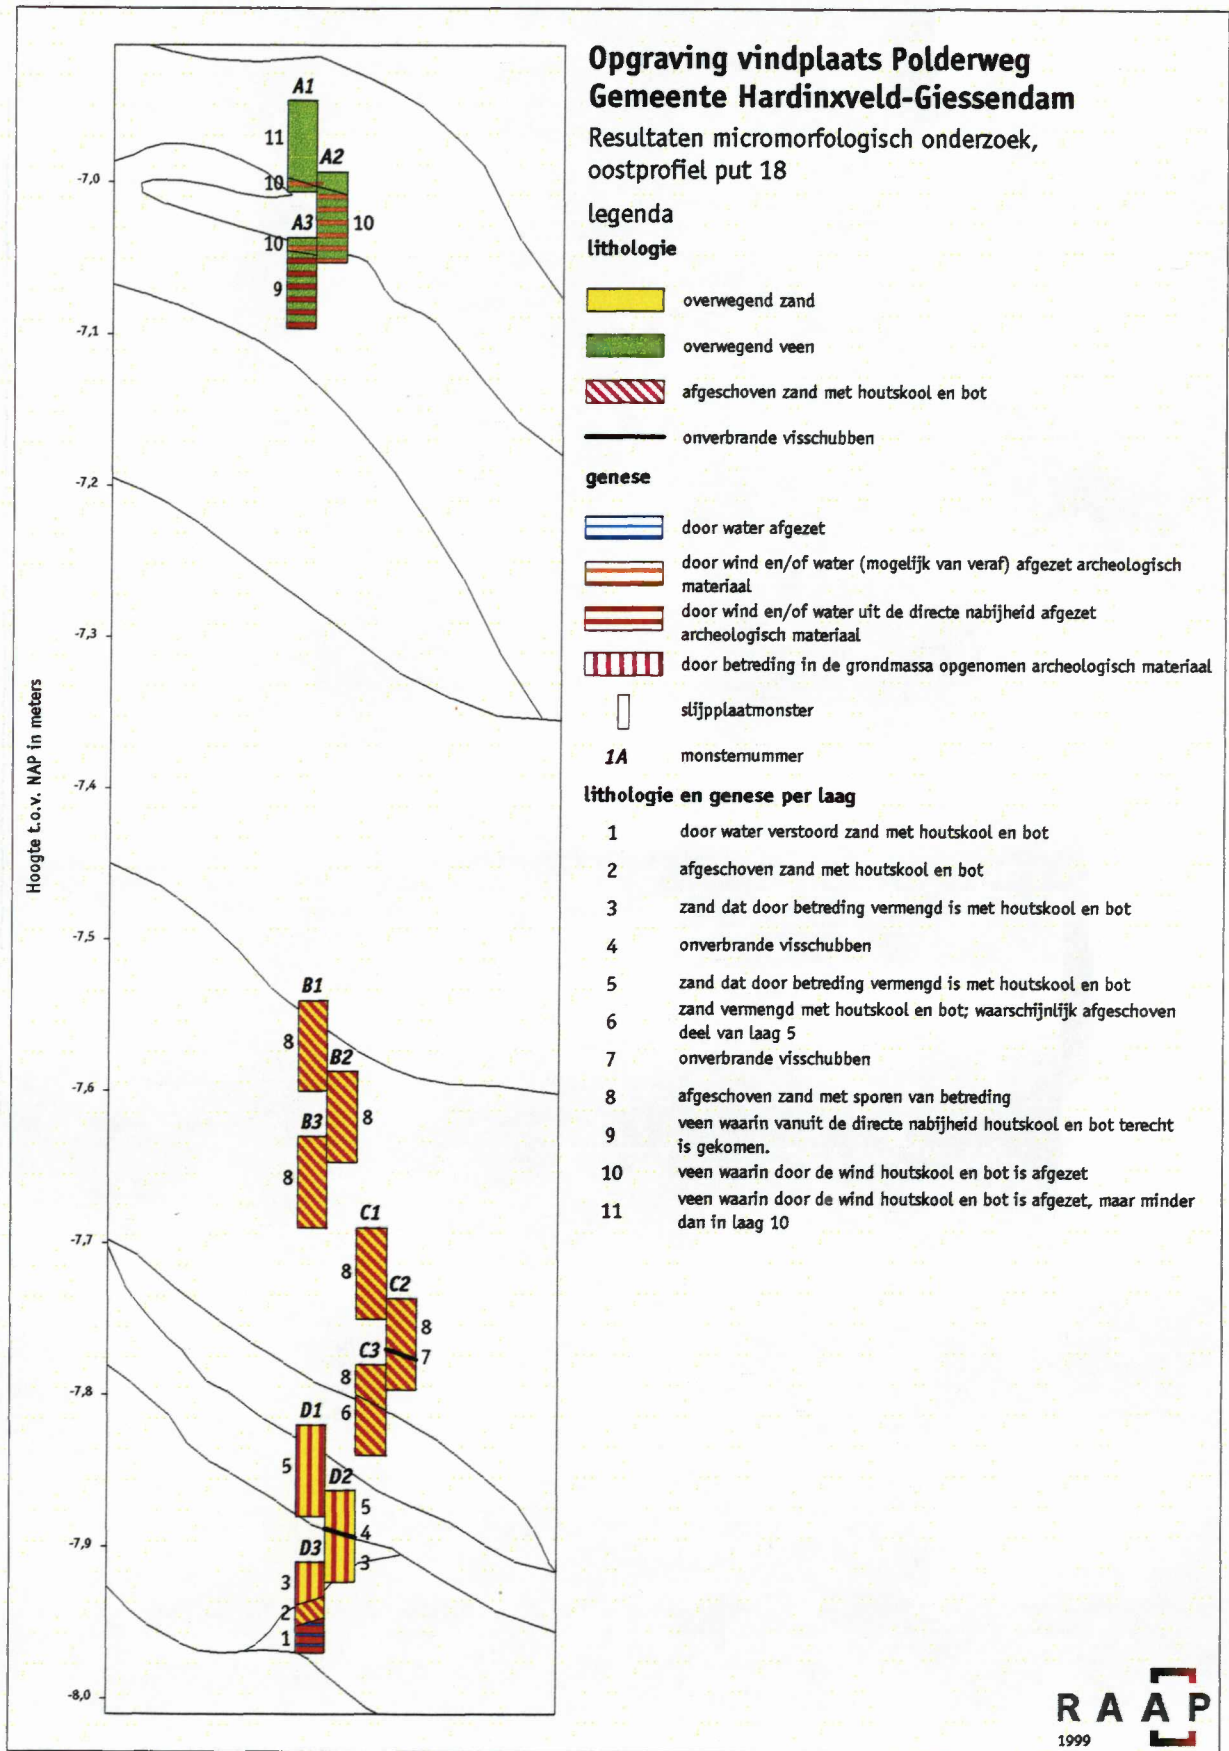 Opgraving vindplaats Polderweg
Gemeente Hardinxveld-Giessendam
Resultaten micromorfologisch onderzoek,
oostprofiel put 18
legenda
lithologie
overwegend zand
overwegend veen
afgeschoven zand met houtskool en bot
onverbrande visschubben
genese
door water afgezet
door wind en/of water (mogelijk van veraf) afgezet archeologisch
materiaal
door wind en/of water uit de directe nabijheid afgezet
archeologisch materiaal
door betreding in de grondmassa opgenomen archeologisch materiaal
slijpplaatmonster
1A monsternummer
lithologie en genese per laag
1 door water verstoord zand met houtskool en bot
2 afgeschoven zand met houtskool en bot
3 zand dat door betreding vermengd is met houtskool en bot
4 onverbrande visschubben
5 zand dat door betreding vermengd is met houtskool en bot
6 zand vermengd met houtskool en bot; waarschijnlijk afgeschoven
deel van laag 5
7 onverbrande visschubben
8 afgeschoven zand met sporen van betreding
9 veen waarin vanuit de directe nabijheid houtskool en bot terecht
is gekomen.
10 veen waarin door de wind houtskool en bot is afgezet
11 veen waarin door de wind houtskool en bot is afgezet, maar minder
dan in laag 10
Hoogte t.o.v. NAP in meters
-7,0
-7,1
-7,2
-7,3
-7,4
-7,5
-7,6
-7,7
-7,8
-7,9
-8,0
A1
11
A2
10
A3
10
10
9
B1
8
B2
B3
8
8
C1
8
C2
8
C3
7
8
6
D1
5
D2
5
4
D3
3
3
2
1
RAAP
1999